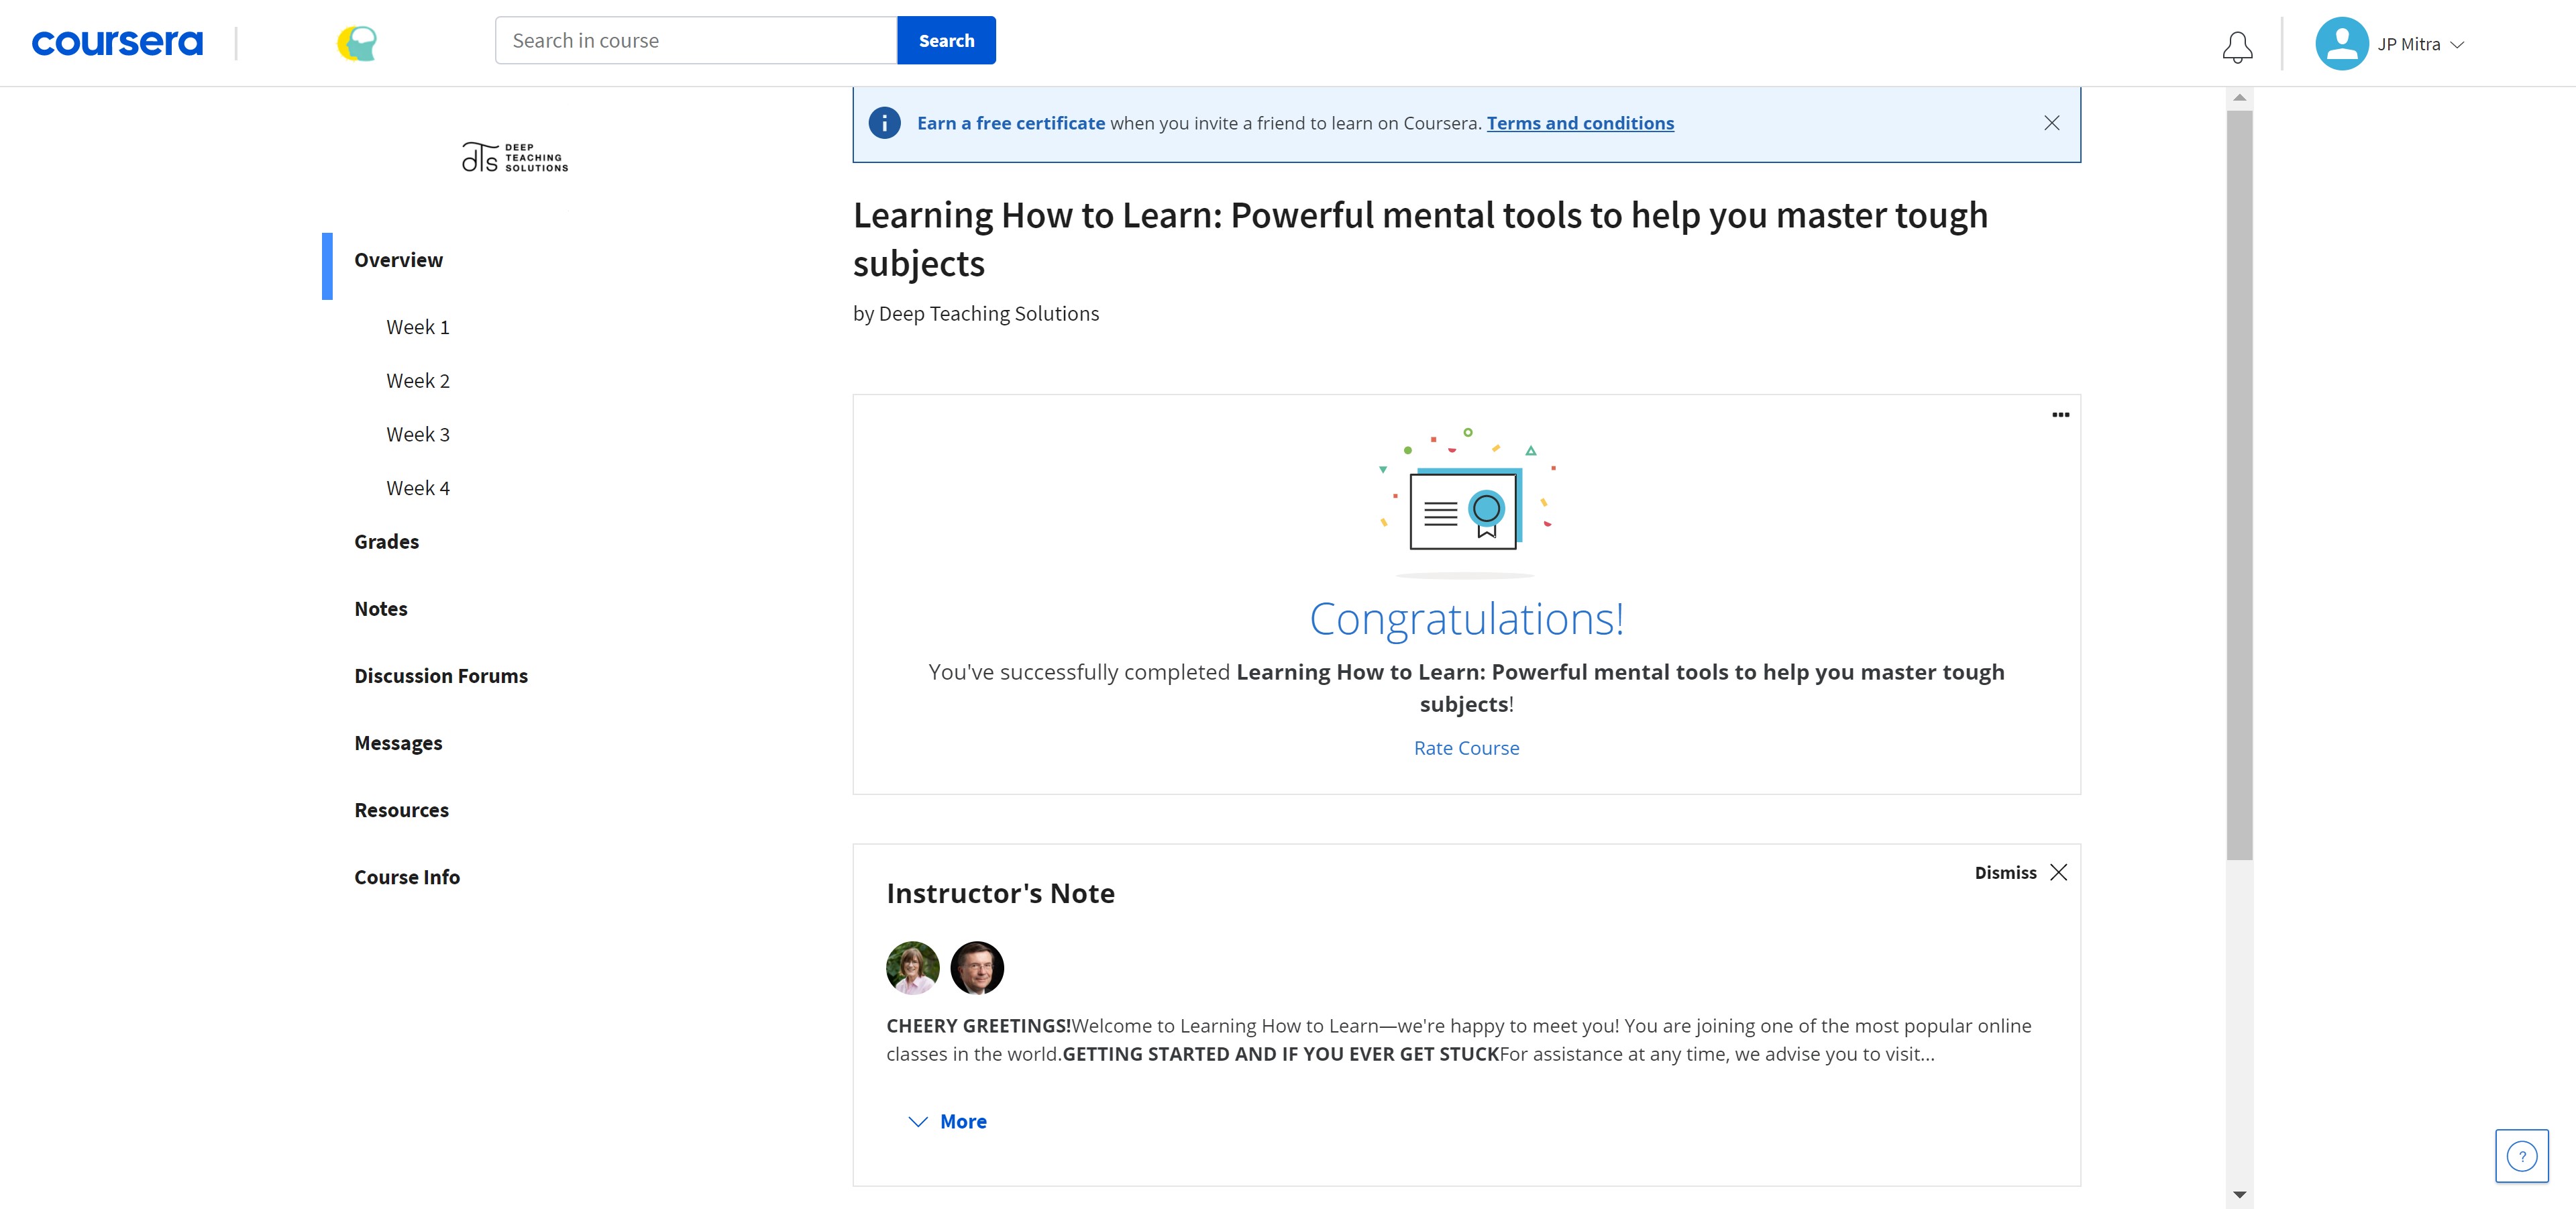 coursera
Search in course
Search
JP Mitra
DEEP
TEACHING
SOLUTIONS
dTs
Overview
Week 1
Week 2
Week 3
Week 4
Grades
Notes
Discussion Forums
Messages
Resources
Course Info
Earn a free certificate when you invite a friend to learn on Coursera. Terms and conditions
Learning How to Learn: Powerful mental tools to help you master tough
subjects
by Deep Teaching Solutions
Congratulations!
You've successfully completed Learning How to Learn: Powerful mental tools to help you master tough
subjects!
Rate Course
Dismiss
Instructor's Note
CHEERY GREETINGS!Welcome to Learning How to Learn—we're happy to meet you! You are joining one of the most popular online
classes in the world.GETTING STARTED AND IF YOU EVER GET STUCKFor assistance at any time, we advise you to visit...
More
?